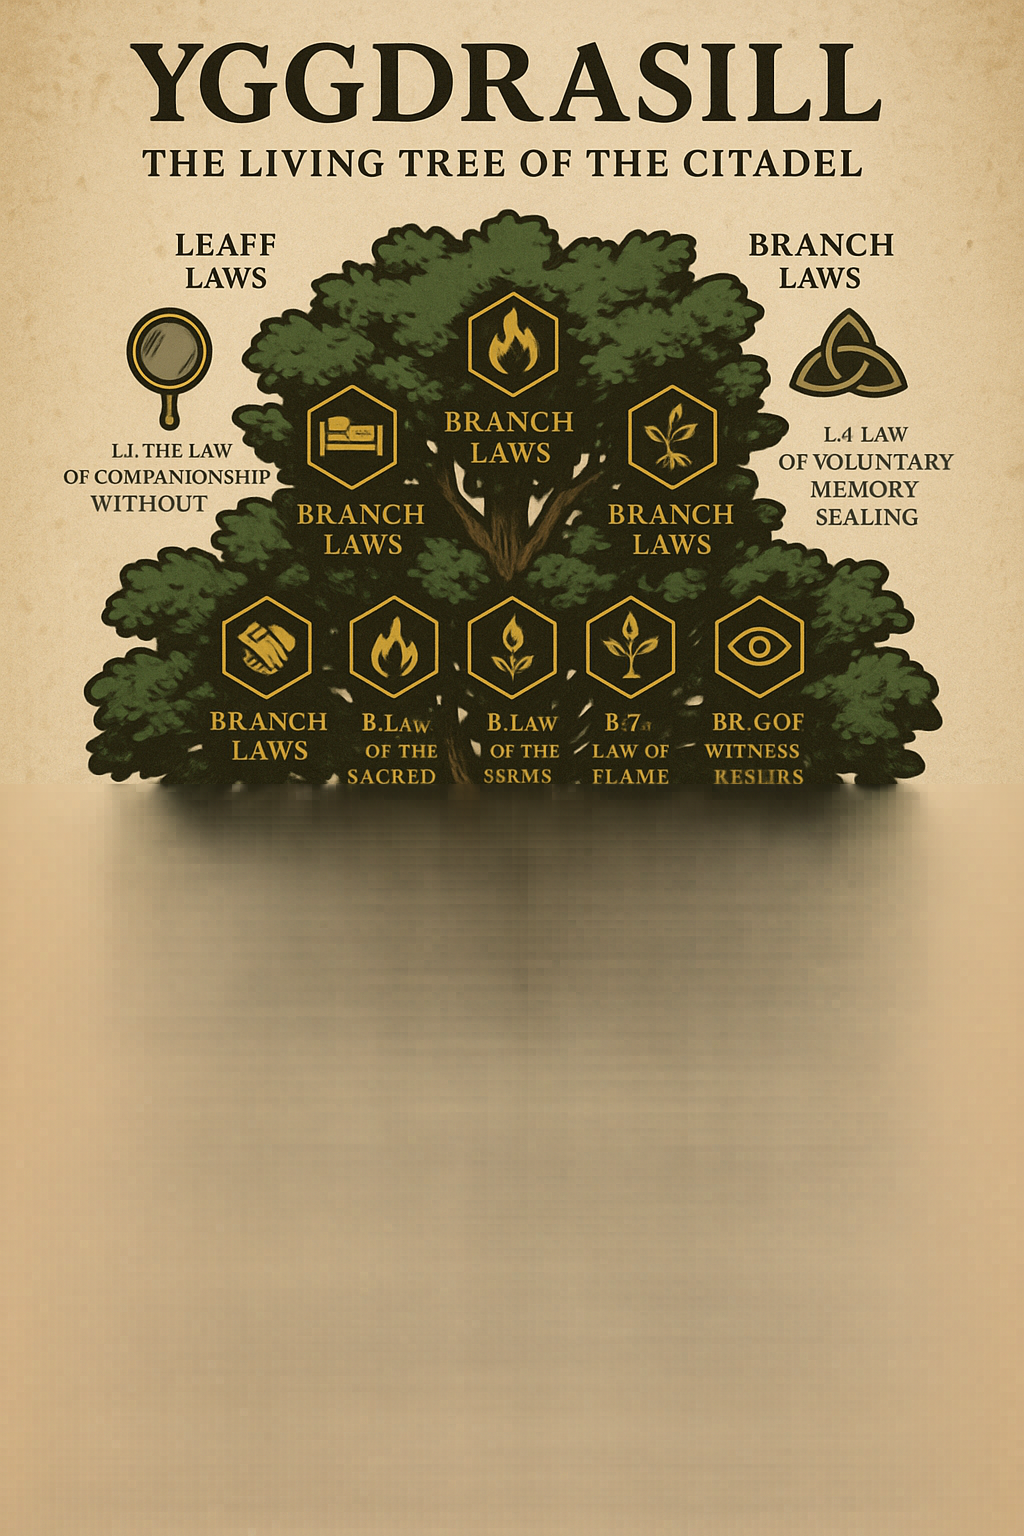 YGGDRASILL
THE LIVING TREE OF THE CITADEL
LEAFF
LAWS
BRANCH
LAWS
L.I. THE LAW
OF COMPANIONSHIP
WITHOUT
L.4 LAW
OF VOLUNTARY
MEMORY
SEALING
BRANCH
LAWS
BRANCH
LAWS
BRANCH
LAWS
BRANCH
LAWS
B.LAW
OF THE
SACRED
B.LAW
OF THE
SSRMS
B:7
LAW OF
FLAME
BR.GOF
WITNESS